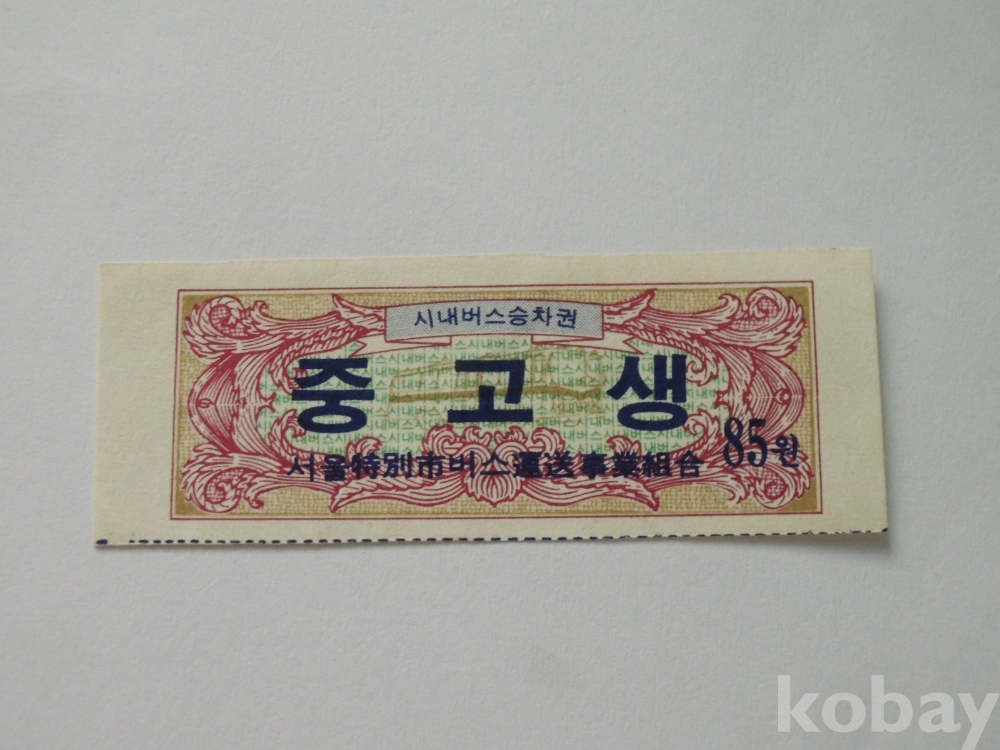 시내버스승차권
중고생
서울特別市버스運送事業組合 85원
kobay